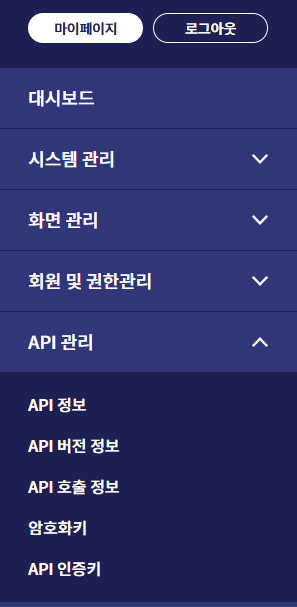 마이페이지 로그아웃
대시보드
시스템 관리
화면 관리
회원 및 권한관리
API 관리
API 정보
API 버전 정보
API 호출 정보
암호화키
API 인증키